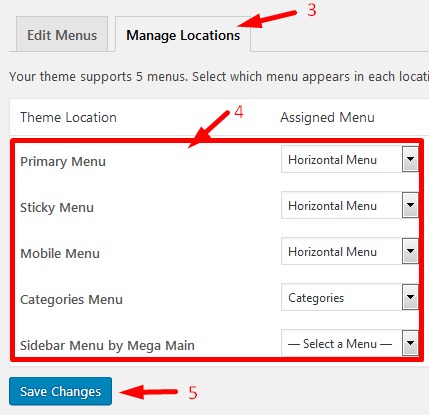 3
Edit Menus Manage Locations
Your theme supports 5 menus. Select which menu appears in each locati
4
Theme Location Assigned Menu
Primary Menu Horizontal Menu
Sticky Menu Horizontal Menu
Mobile Menu Horizontal Menu
Categories Menu Categories
Sidebar Menu by Mega Main — Select a Menu —
Save Changes 5